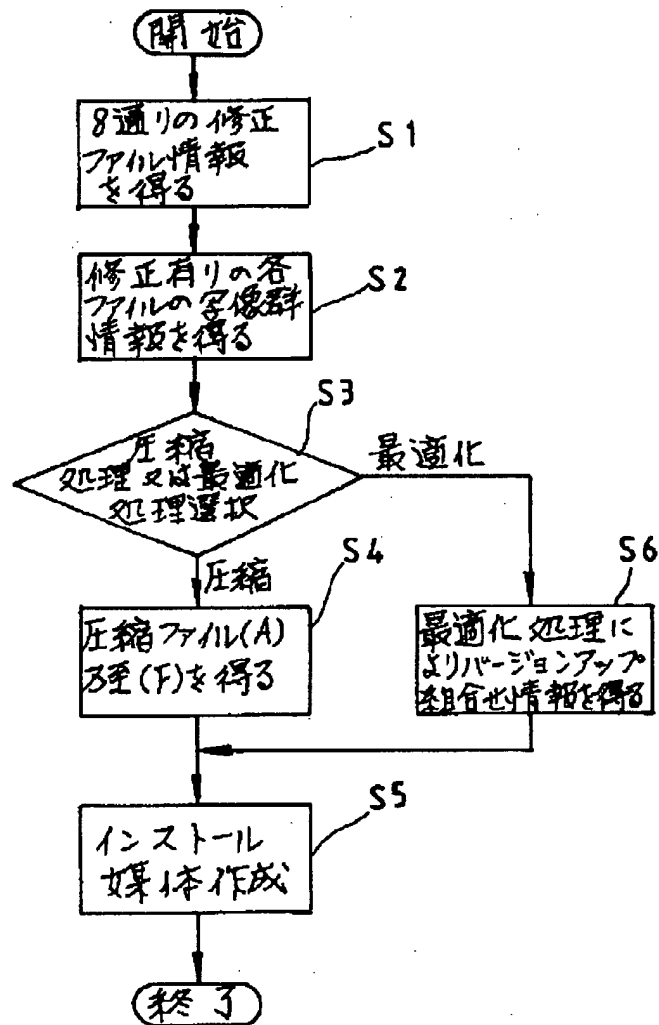 開始
8通りの修正
ファイル情報
を得る
S1
修正有りの各
ファイルの字像群
情報を得る
S2
S3
圧縮
処理又は最適化
処理選択
最適化
圧縮
S4
圧縮ファイル(A)
乃至(F)を得る
S6
最適化処理に
よりバージョンアップ
組合せ情報を得る
S5
インストール
媒体作成
終了